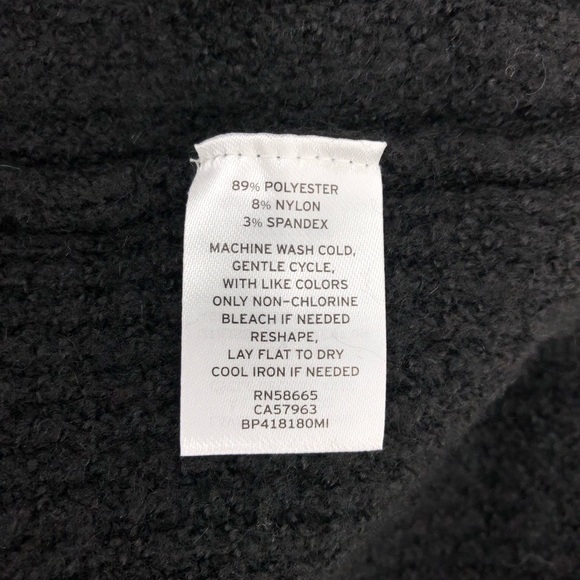 89% POLYESTER
8% NYLON
3% SPANDEX
MACHINE WASH COLD,
GENTLE CYCLE,
WITH LIKE COLORS
ONLY NON-CHLORINE
BLEACH IF NEEDED
RESHAPE,
LAY FLAT TO DRY
COOL IRON IF NEEDED
RN58665
CA57963
BP418180MI